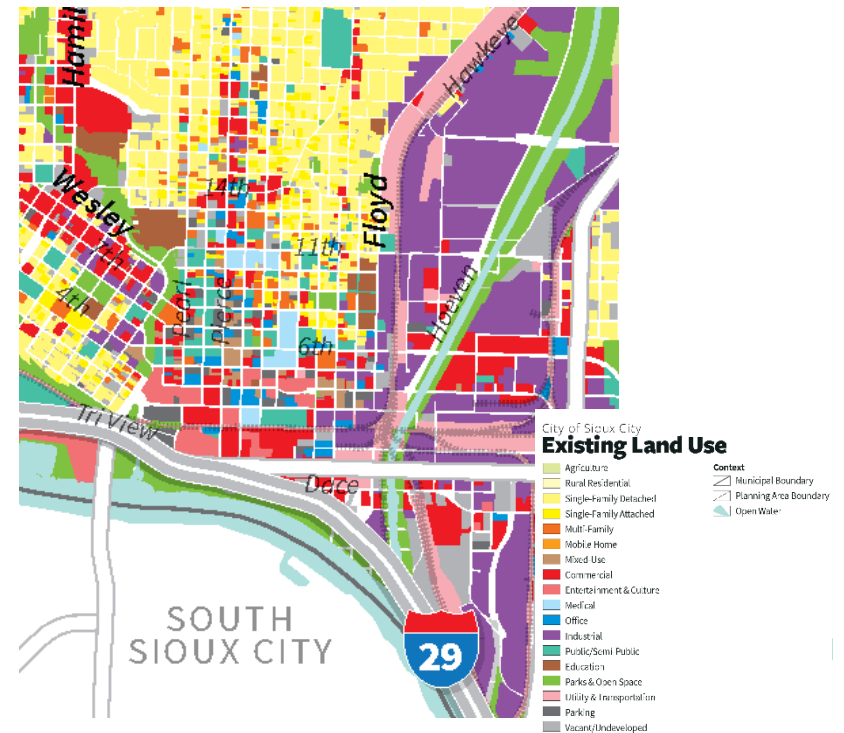 Hamil
Hawkeye
Wesley
14th
Floyd
7th
11th
4th
Pearl
Pierce
Hoeven
6th
Tri View
Dace
SOUTH
SIOUX CITY
29
City of Sioux City
Existing Land Use
Agriculture
Rural Residential
Single-Family Detached
Single-Family Attached
Multi-Family
Mobile Home
Mixed-Use
Commercial
Entertainment & Culture
Medical
Office
Industrial
Public/Semi-Public
Education
Parks & Open Space
Utility & Transportation
Parking
Vacant/Undeveloped
Context
Municipal Boundary
Planning Area Boundary
Open Water